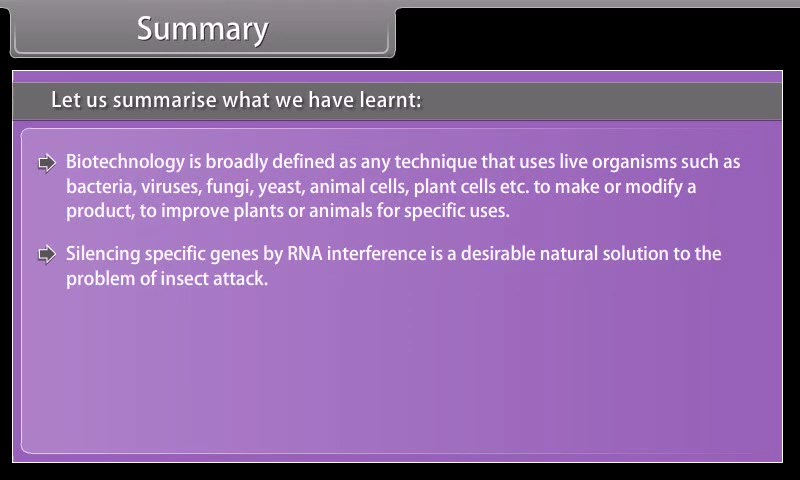 Summary
Let us summarise what we have learnt:
Biotechnology is broadly defined as any technique that uses live organisms such as
bacteria, viruses, fungi, yeast, animal cells, plant cells etc. to make or modify a
product, to improve plants or animals for specific uses.
Silencing specific genes by RNA interference is a desirable natural solution to the
problem of insect attack.